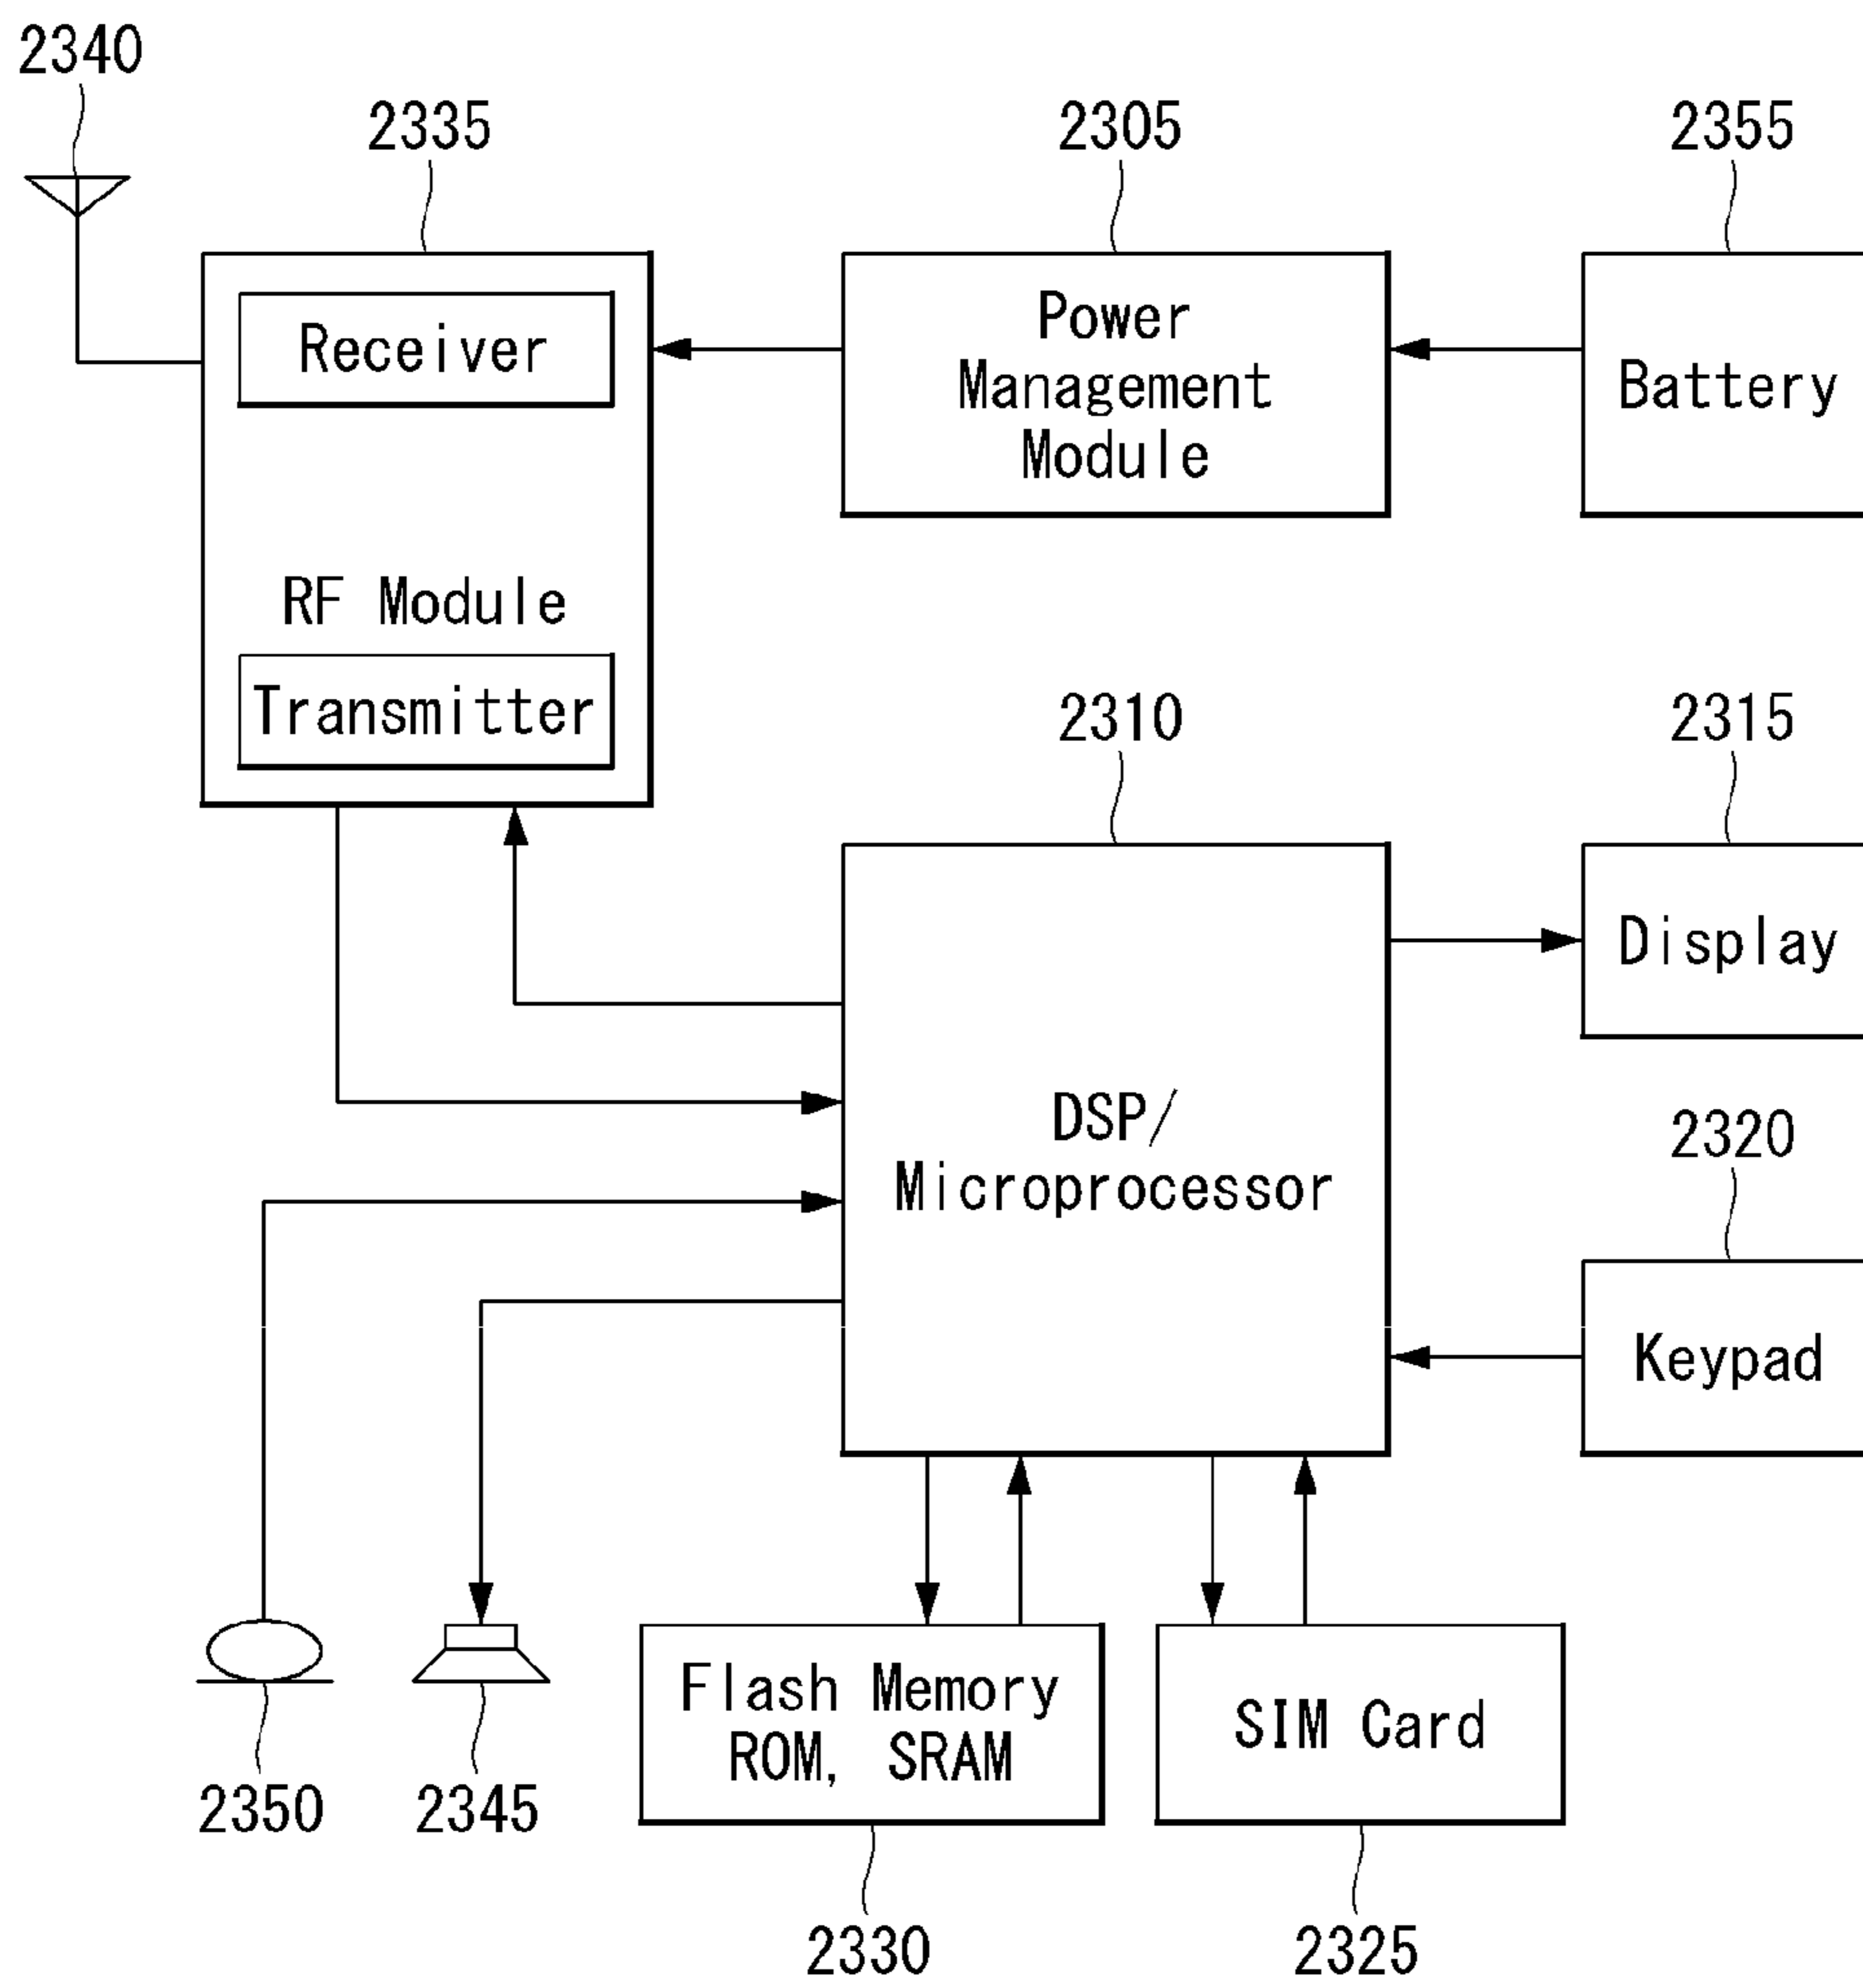 2340
2335
2305
2355
Receiver
RF Module
Transmitter
Power
Management
Module
Battery
2310
2315
DSP/
Microprocessor
Display
2320
Keypad
Flash Memory
ROM, SRAM
SIM Card
2350
2345
2330
2325